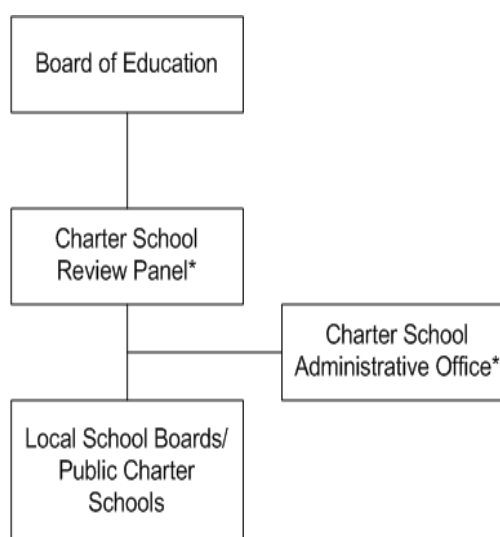 Board of Education
Charter School
Review Panel*
Charter School
Administrative Office*
Local School Boards/
Public Charter
Schools